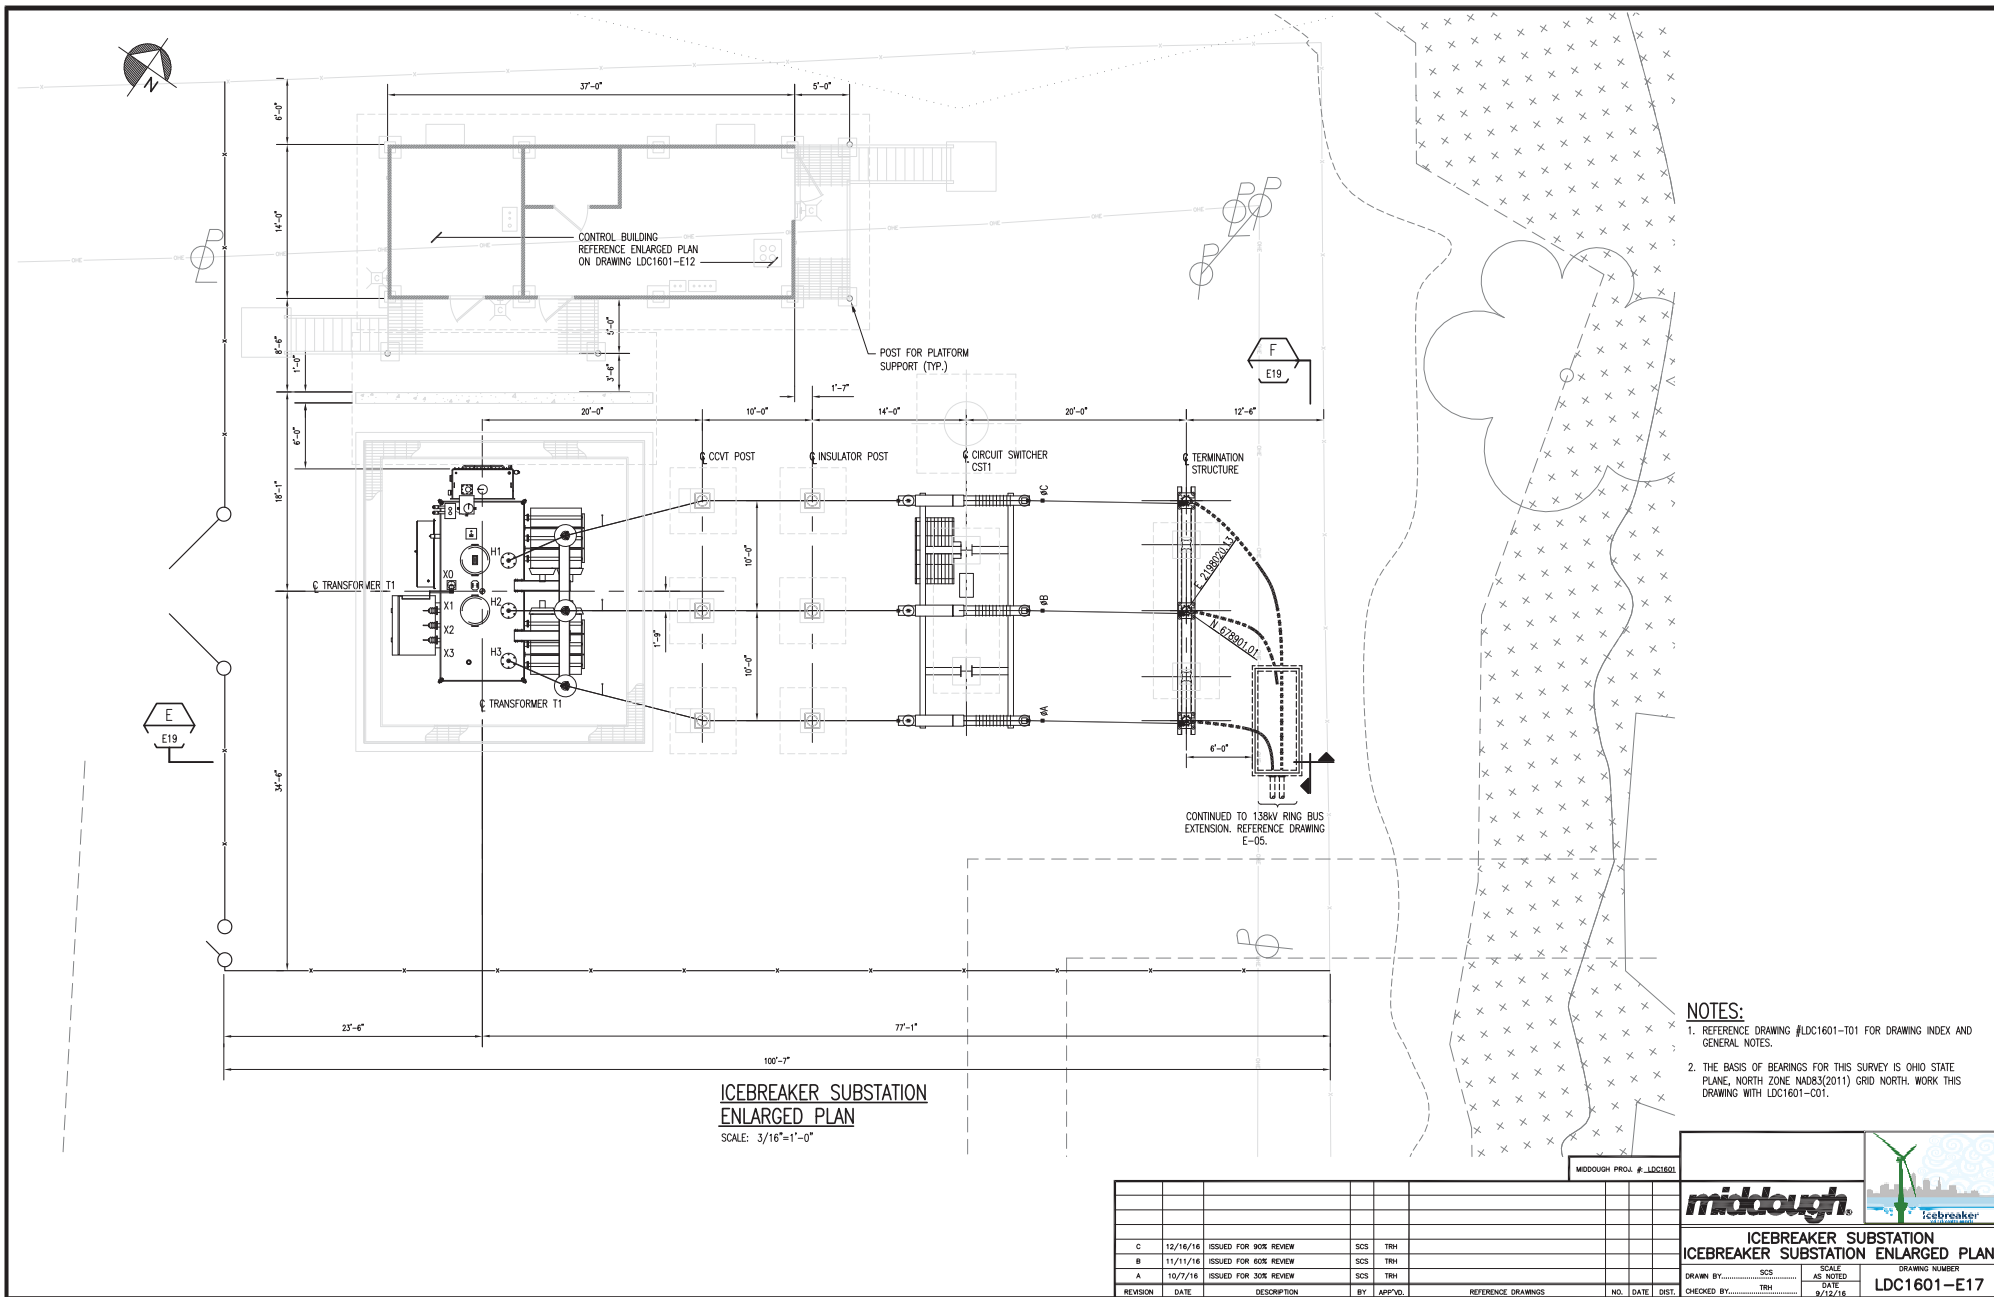 N
37'-0"
5'-0"
6'-0"
14'-0"
CONTROL BUILDING
REFERENCE ENLARGED PLAN
ON DRAWING LDC1601-E12
8'-6"
1'-0"
5'-0"
3'-6"
POST FOR PLATFORM
SUPPORT (TYP.)
F
E19
1'-7"
20'-0"
10'-0"
14'-0"
20'-0"
12'-6"
6'-0"
18'-1"
CCVT POST
INSULATOR POST
CIRCUIT SWITCHER
CST1
TERMINATION
STRUCTURE
øC
H1
X0
TRANSFORMER T1
X1
H2
X2
X3
H3
10'-0"
1'-9"
10'-0"
øB
øA
E 2198020.13
N 678901.01
TRANSFORMER T1
E
E19
34'-6"
6'-0"
CONTINUED TO 138kV RING BUS
EXTENSION. REFERENCE DRAWING
E-05.
23'-6"
77'-1"
100'-7"
ICEBREAKER SUBSTATION
ENLARGED PLAN
SCALE: 3/16"=1'-0"
NOTES:
1. REFERENCE DRAWING #LDC1601-T01 FOR DRAWING INDEX AND
GENERAL NOTES.
2. THE BASIS OF BEARINGS FOR THIS SURVEY IS OHIO STATE
PLANE, NORTH ZONE NAD83(2011) GRID NORTH. WORK THIS
DRAWING WITH LDC1601-C01.
MIDDOUGH PROJ. #: LDC1601
middough®
Icebreaker
C 12/16/16 ISSUED FOR 90% REVIEW SCS TRH
B 11/11/16 ISSUED FOR 60% REVIEW SCS TRH
A 10/7/16 ISSUED FOR 30% REVIEW SCS TRH
REVISION DATE DESCRIPTION BY APP'VD. REFERENCE DRAWINGS NO. DATE DIST.
ICEBREAKER SUBSTATION
ICEBREAKER SUBSTATION ENLARGED PLAN
DRAWN BY SCS
CHECKED BY TRH
SCALE
AS NOTED
DATE
9/12/16
DRAWING NUMBER
LDC1601-E17